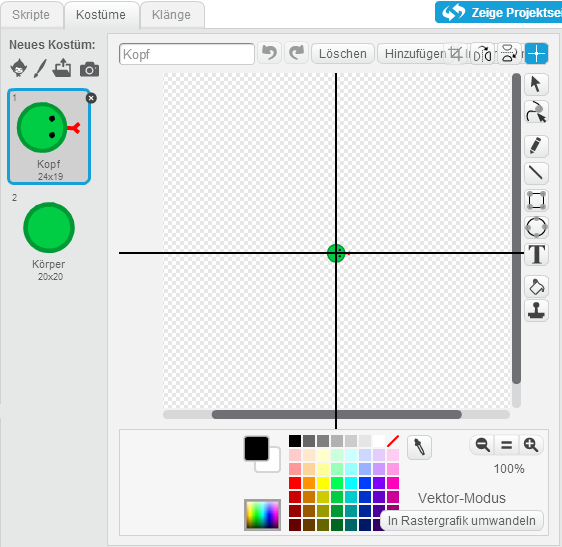 Skripte
Kostüme
Klänge
Zeige Projektsei
Neues Kostüm:
Kopf
Löschen
Hinzufügen
1
Kopf
24x19
2
Körper
20x20
T
100%
Vektor-Modus
In Rastergrafik umwandeln